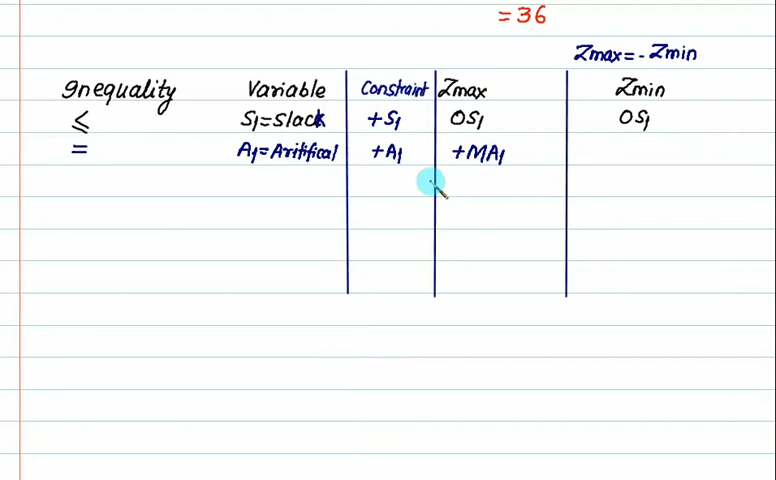 = 36
Zmax = - Zmin
Inequality Variable Constraint Zmax Zmin
≤ S1 = Slack + S1 0S1 0S1
= A1 = Aritifical + A1 + MA1